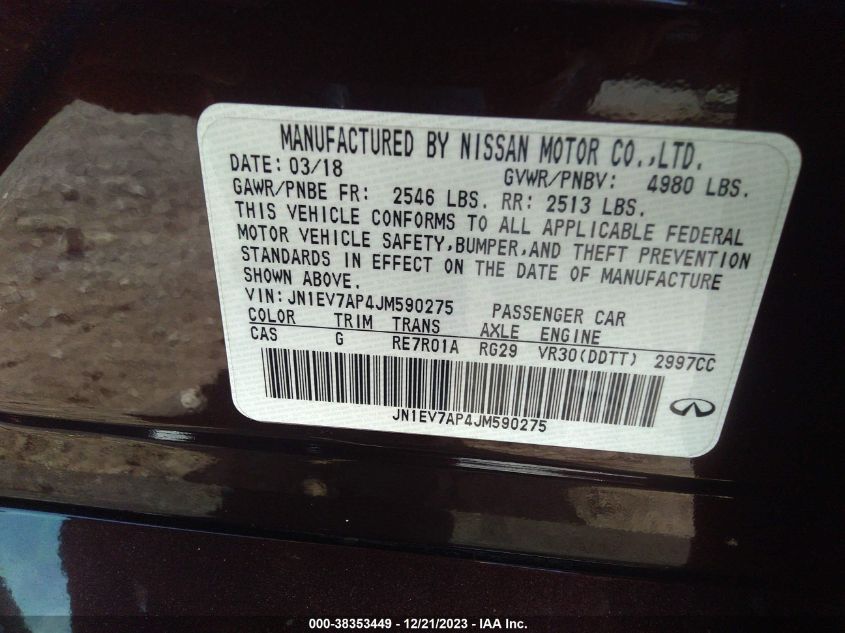 MANUFACTURED BY NISSAN MOTOR CO.,LTD.
DATE: 03/18 GVWR/PNBV: 4980 LBS.
GAWR/PNBE FR: 2546 LBS. RR: 2513 LBS.
THIS VEHICLE CONFORMS TO ALL APPLICABLE FEDERAL
MOTOR VEHICLE SAFETY,BUMPER,AND THEFT PREVENTION
STANDARDS IN EFFECT ON THE DATE OF MANUFACTURE
SHOWN ABOVE.
VIN:JN1EV7AP4JM590275 PASSENGER CAR
COLOR TRIM TRANS AXLE ENGINE
CAS G RE7R01A RG29 VR30(DDTT) 2997CC
JN1EV7AP4JM590275
000-38353449 - 12/21/2023 - IAA Inc.